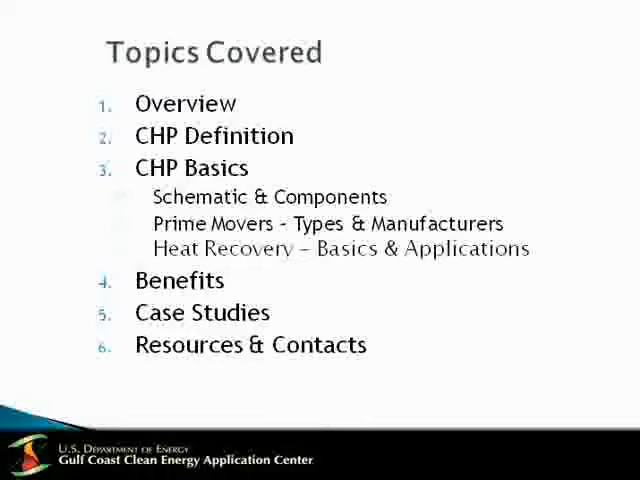 Topics Covered
1. Overview
2. CHP Definition
3. CHP Basics
Schematic & Components
Prime Movers - Types & Manufacturers
Heat Recovery – Basics & Applications
4. Benefits
5. Case Studies
6. Resources & Contacts
U.S. DEPARTMENT OF ENERGY
Gulf Coast Clean Energy Application Center